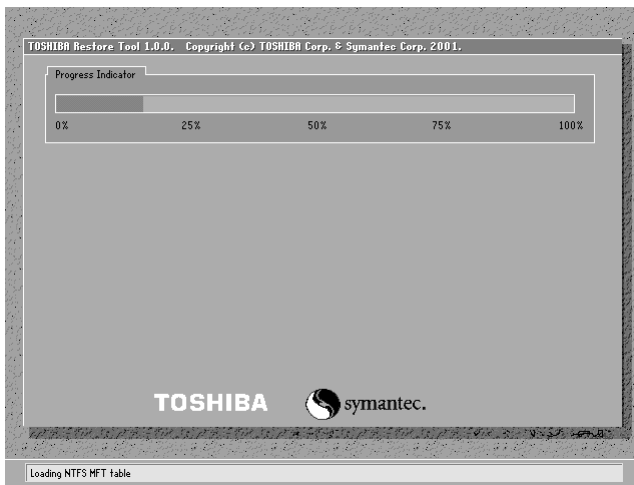 TOSHIBA Restore Tool 1.0.0. Copyright (c) TOSHIBA Corp. & Symantec Corp. 2001.
Progress Indicator
0% 25% 50% 75% 100%
TOSHIBA symantec.
Loading NTFS MFT table